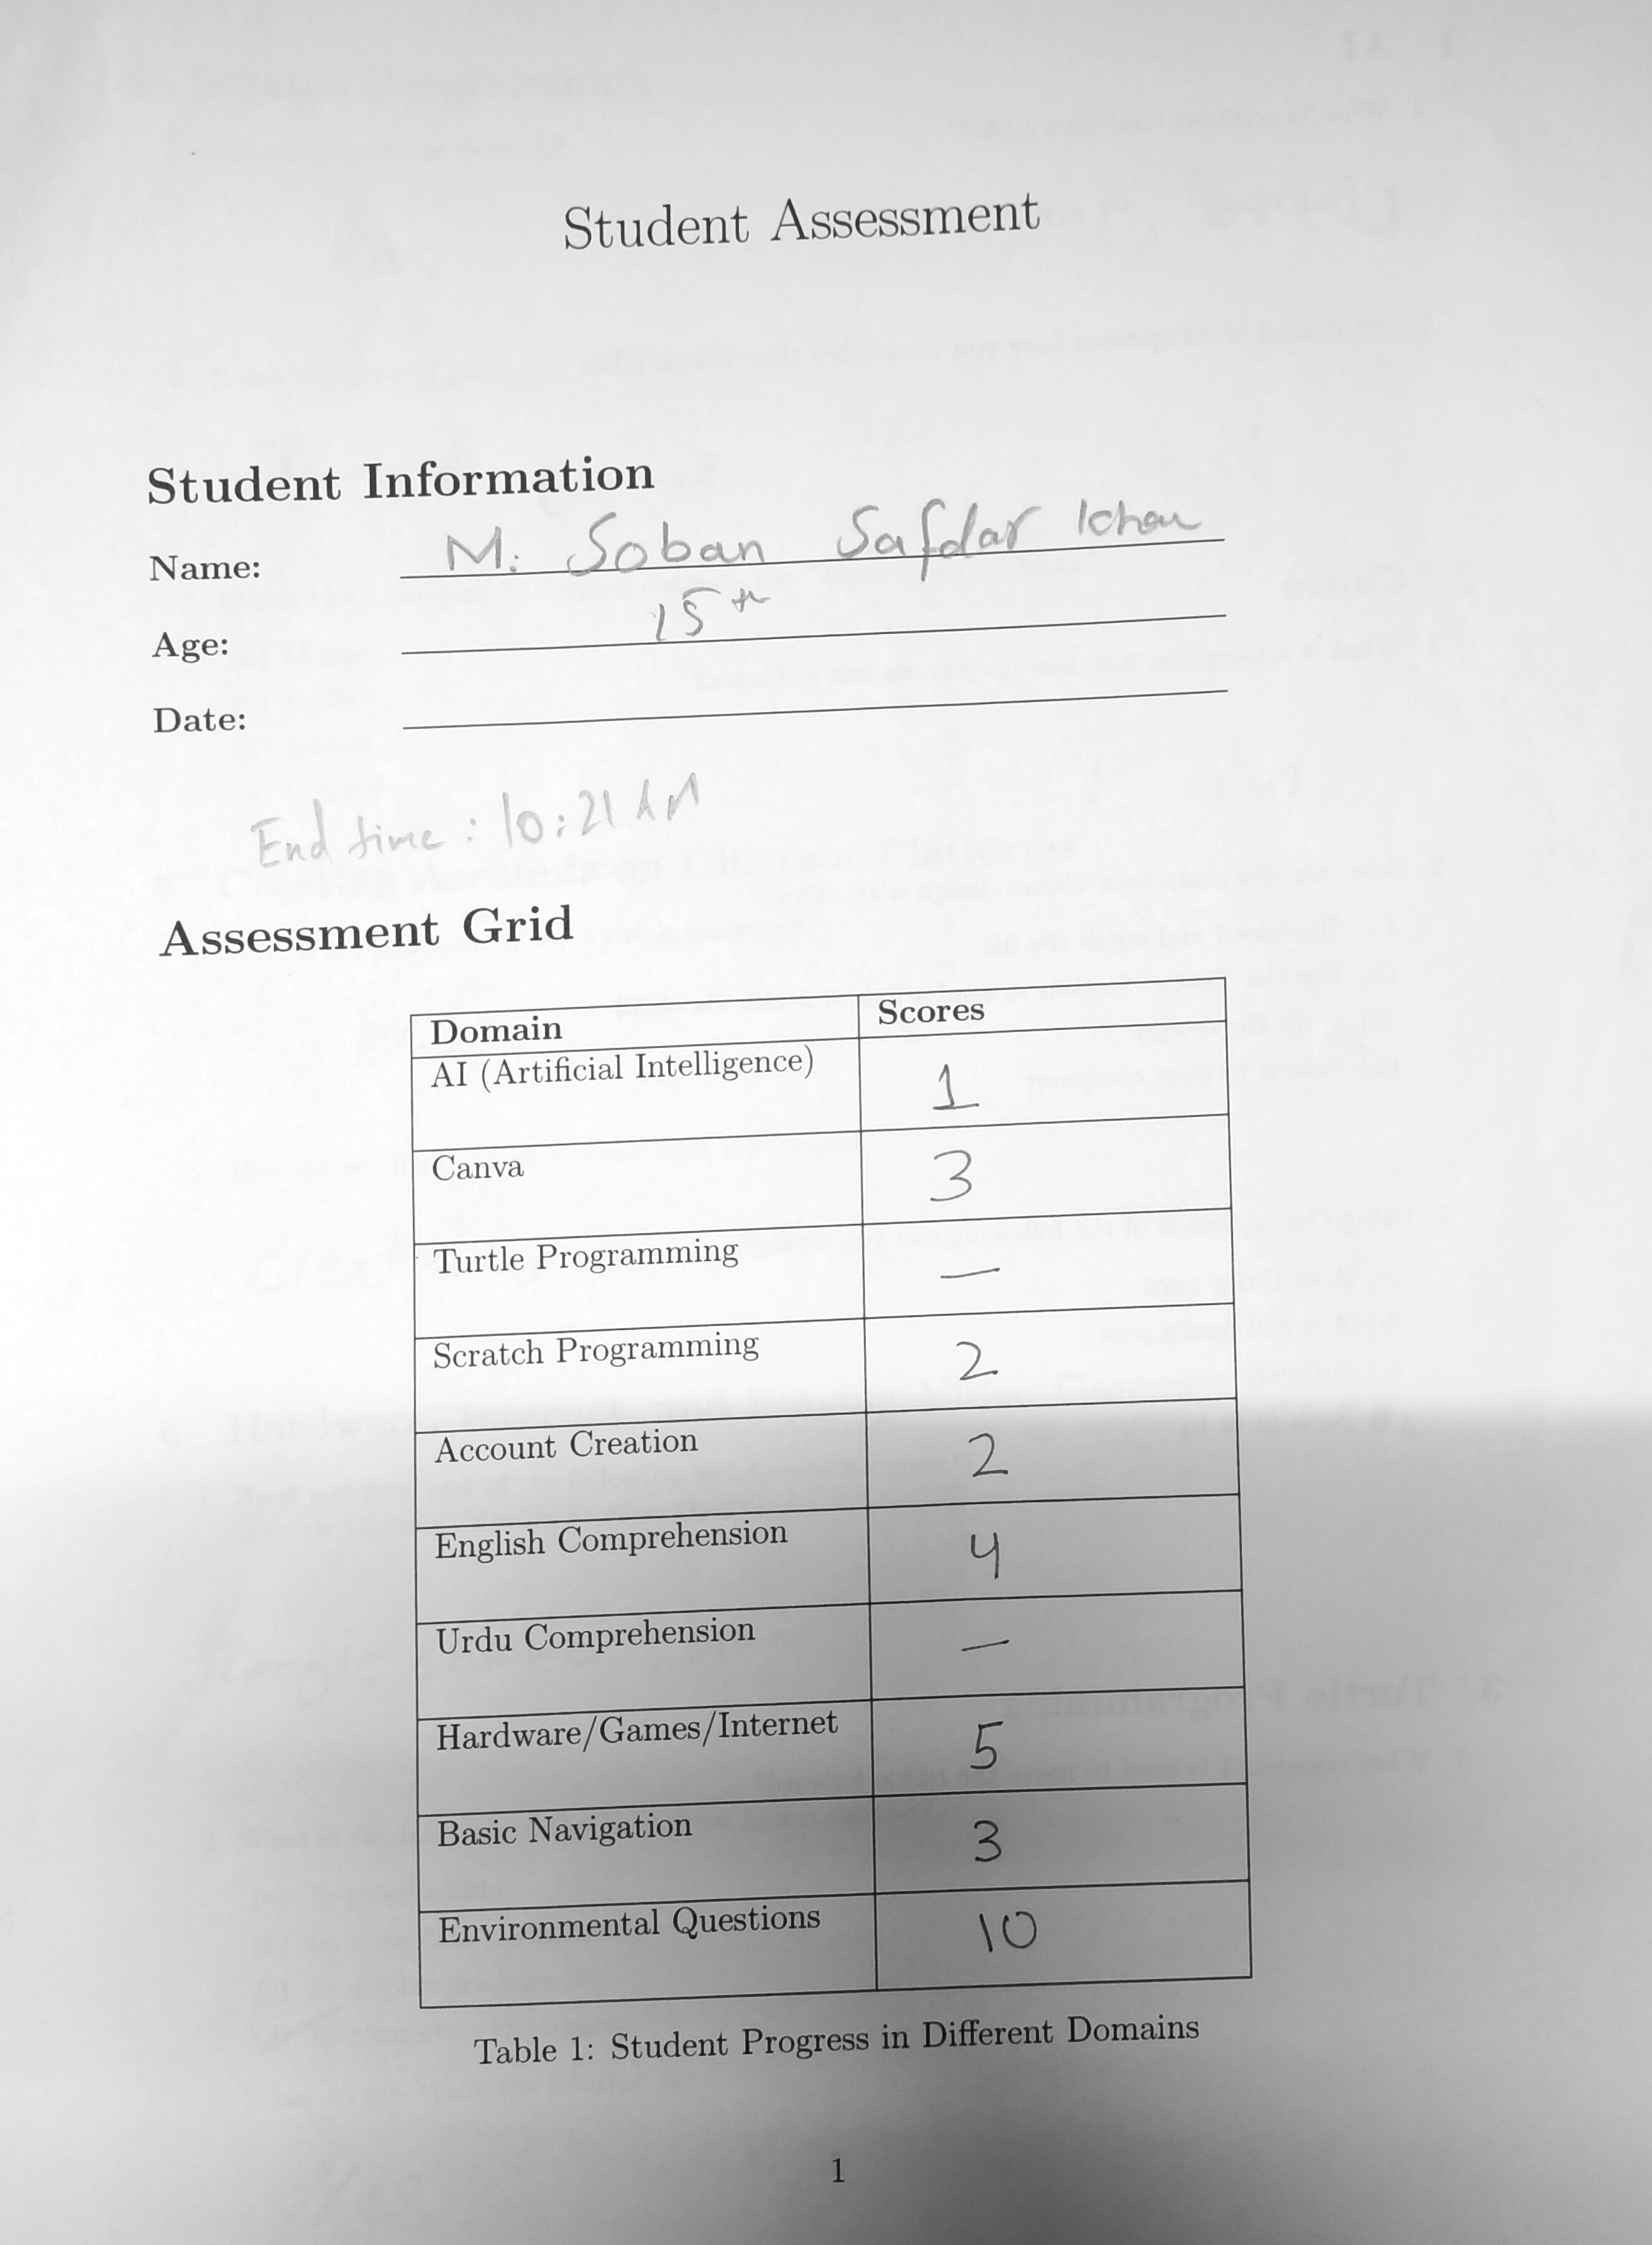 Student Assessment
Student Information
Name: M. Soban Safdar Khan
Age: 15th
Date:
End time : 10:21 AM
Assessment Grid
Domain Scores
AI (Artificial Intelligence) 1
Canva 3
Turtle Programming —
Scratch Programming 2
Account Creation 2
English Comprehension 4
Urdu Comprehension —
Hardware/Games/Internet 5
Basic Navigation 3
Environmental Questions 10
Table 1: Student Progress in Different Domains
1